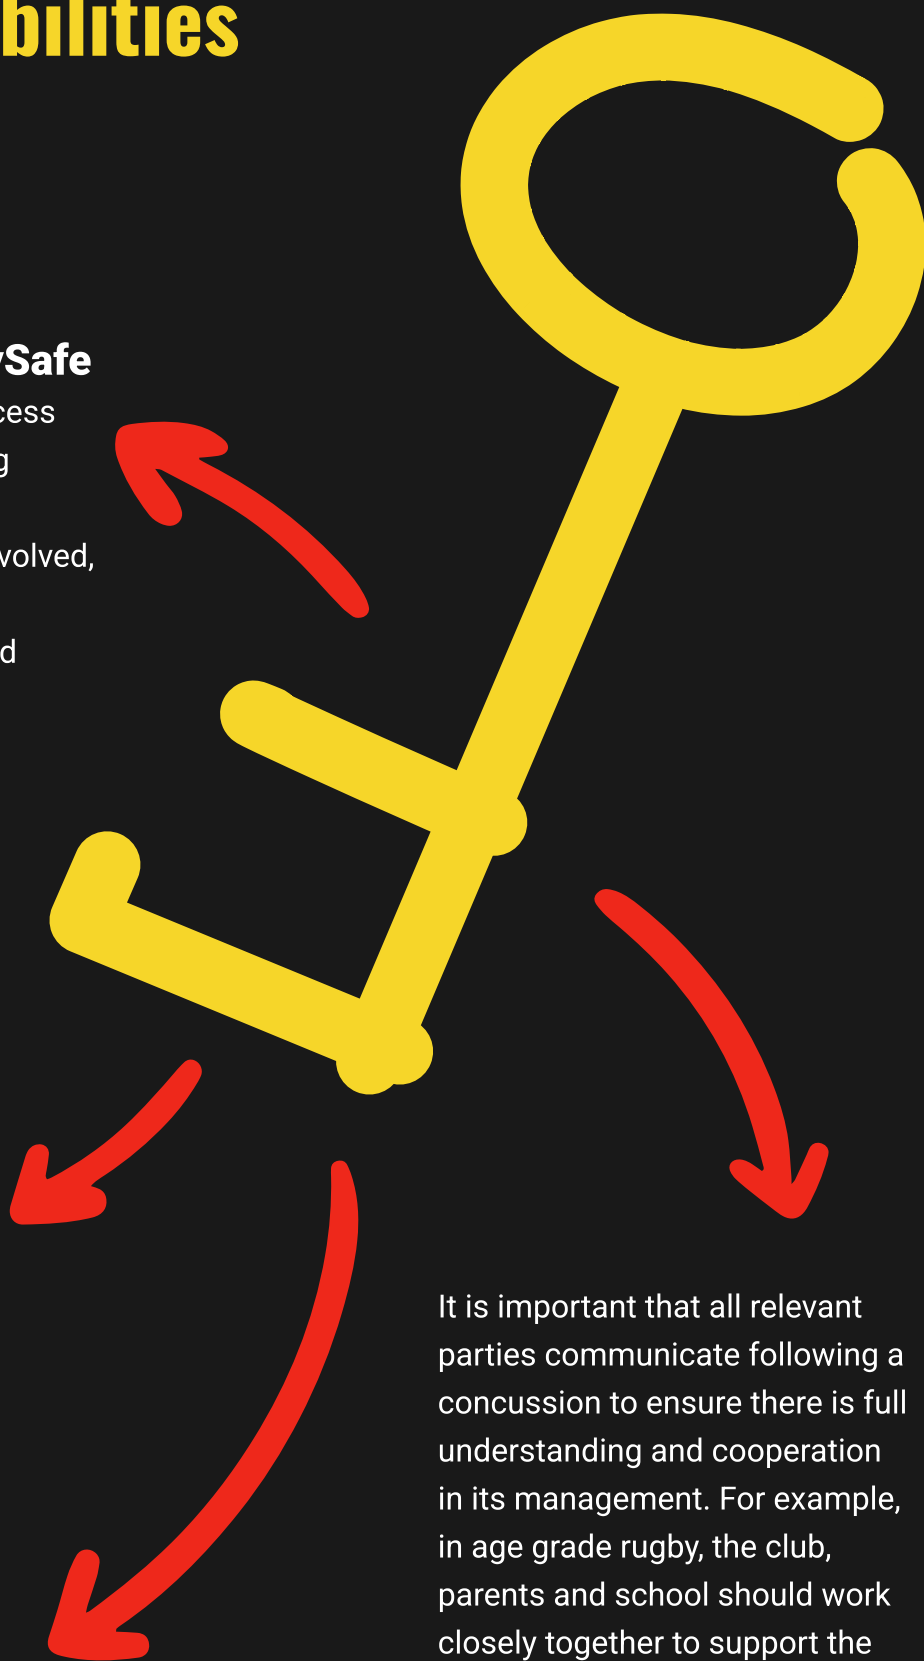 bilities
ySafe
cess
g
volved,
d
It is important that all relevant
parties communicate following a
concussion to ensure there is full
understanding and cooperation
in its management. For example,
in age grade rugby, the club,
parents and school should work
closely together to support the